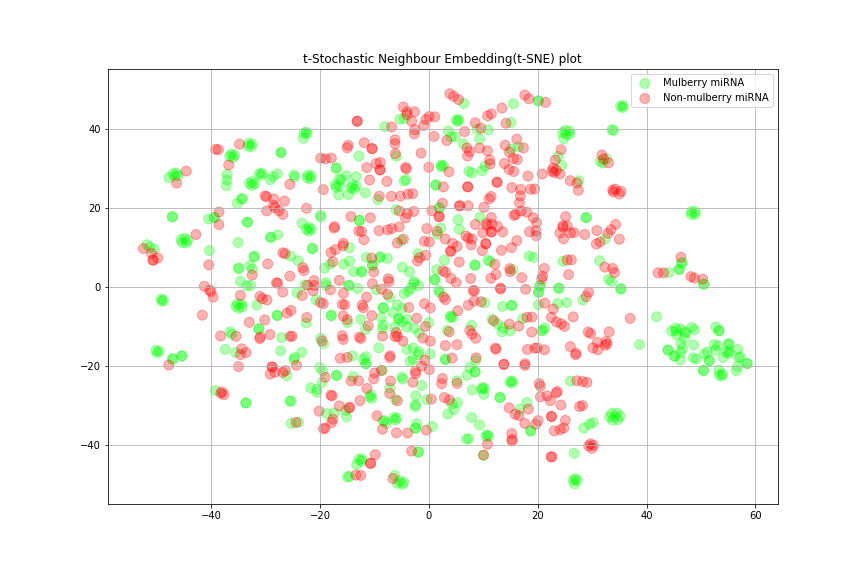 t-Stochastic Neighbour Embedding(t-SNE) plot
Mulberry miRNA
Non-mulberry miRNA
40
20
0
−20
−40
−40 −20 0 20 40 60